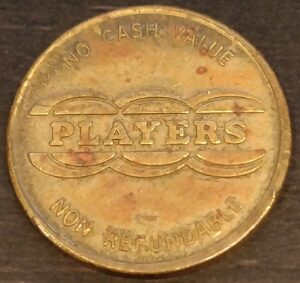 NO CASH VALUE
PLAYERS
NON REFUNDABLE